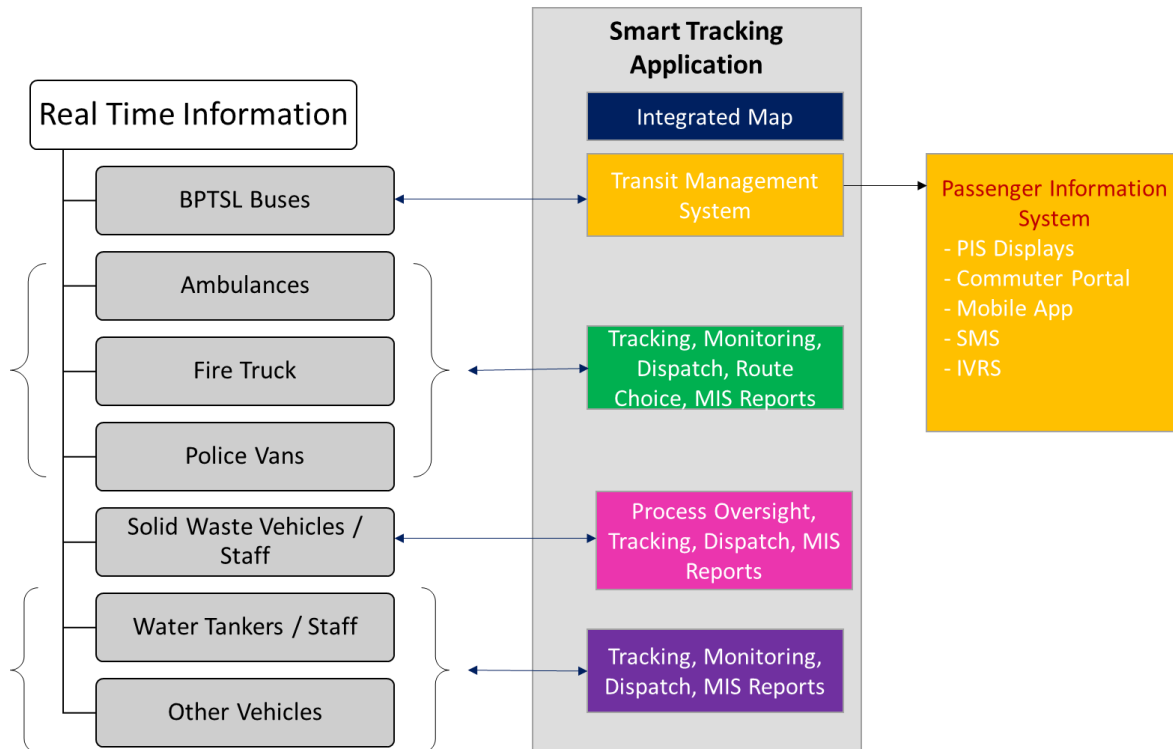 Smart Tracking
Application
Real Time Information
Integrated Map
BPTSL Buses
Transit Management
System
Passenger Information
System
- PIS Displays
- Commuter Portal
- Mobile App
- SMS
- IVRS
Ambulances
Fire Truck
Police Vans
Tracking, Monitoring,
Dispatch, Route
Choice, MIS Reports
Solid Waste Vehicles /
Staff
Process Oversight,
Tracking, Dispatch, MIS
Reports
Water Tankers / Staff
Other Vehicles
Tracking, Monitoring,
Dispatch, MIS Reports